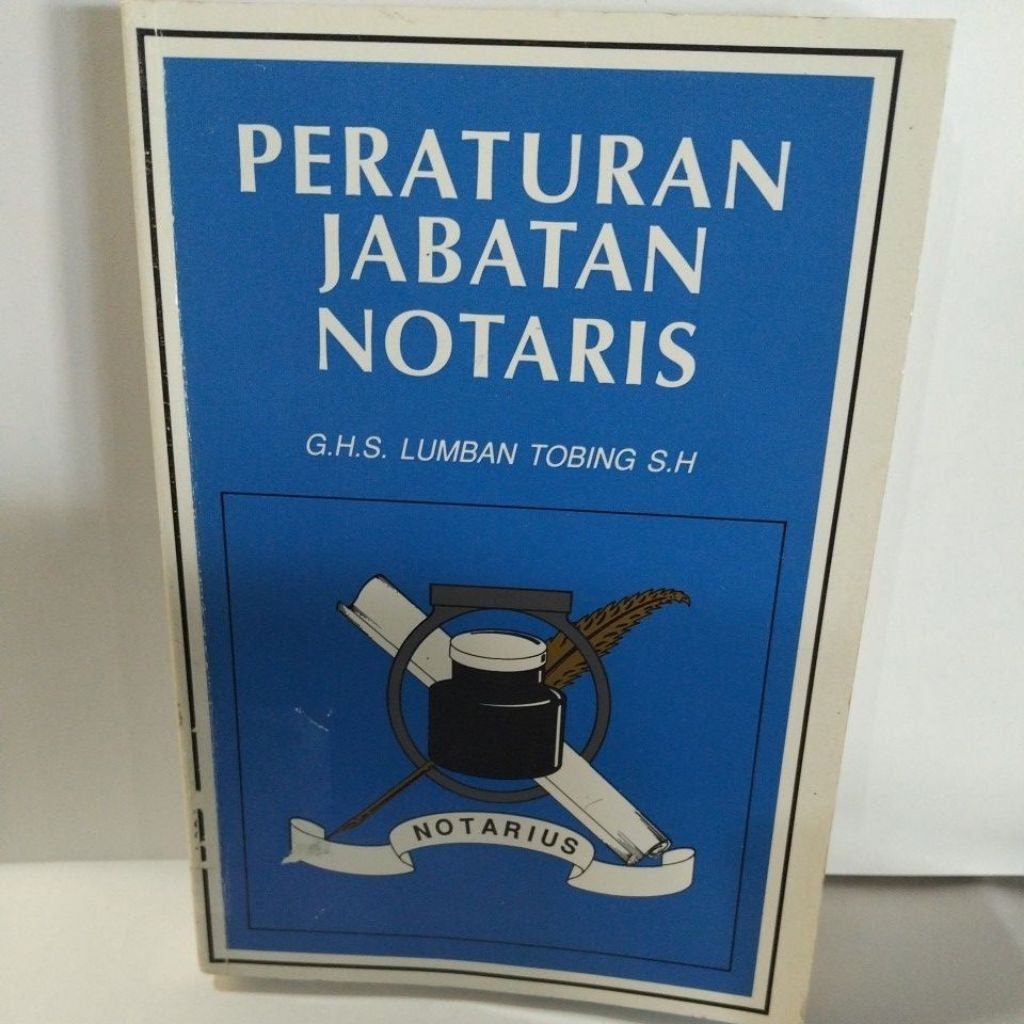 PERATURAN
JABATAN
NOTARIS
G.H.S. LUMBAN TOBING S.H
NOTARIUS